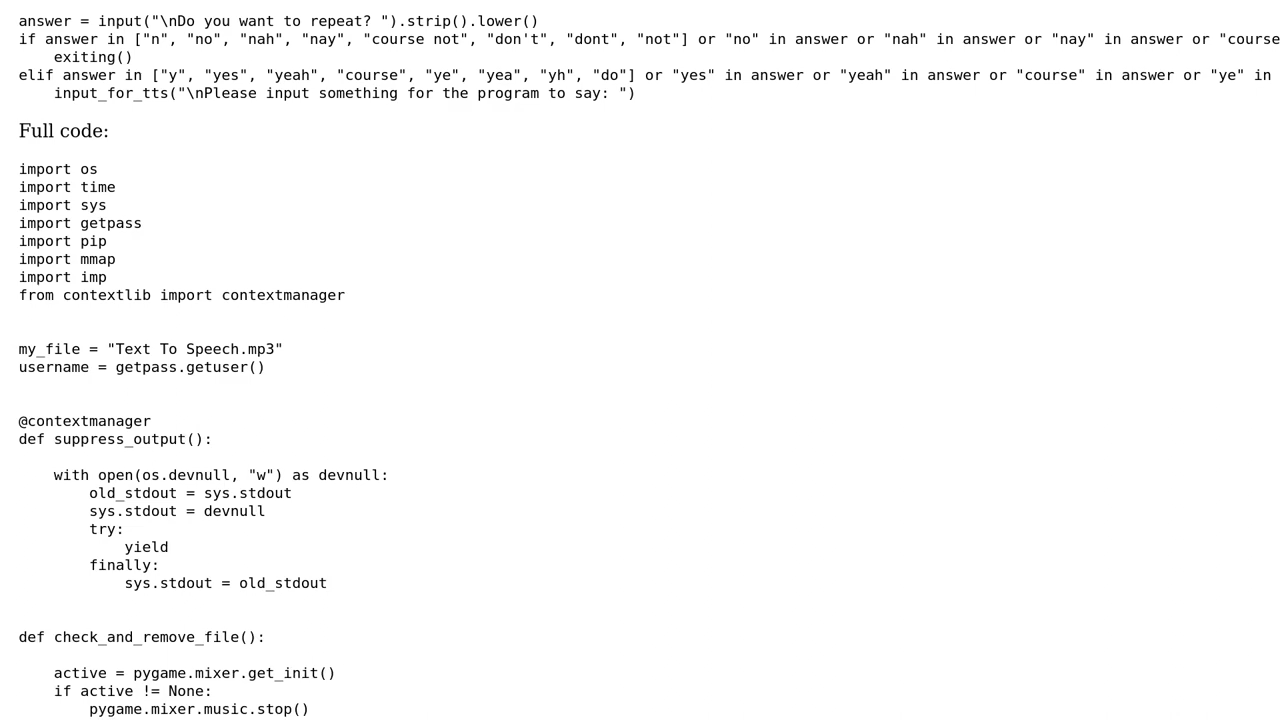 answer = input("\nDo you want to repeat? ").strip().lower()
if answer in ["n", "no", "nah", "nay", "course not", "don't", "dont", "not"] or "no" in answer or "nah" in answer or "nay" in answer or "course
    exiting()
elif answer in ["y", "yes", "yeah", "course", "ye", "yea", "yh", "do"] or "yes" in answer or "yeah" in answer or "course" in answer or "ye" in
    input_for_tts("\nPlease input something for the program to say: ")
Full code:
import os
import time
import sys
import getpass
import pip
import mmap
import imp
from contextlib import contextmanager
my_file = "Text To Speech.mp3"
username = getpass.getuser()
@contextmanager
def suppress_output():
    with open(os.devnull, "w") as devnull:
        old_stdout = sys.stdout
        sys.stdout = devnull
        try:
            yield
        finally:
            sys.stdout = old_stdout
def check_and_remove_file():
    active = pygame.mixer.get_init()
    if active != None:
        pygame.mixer.music.stop()